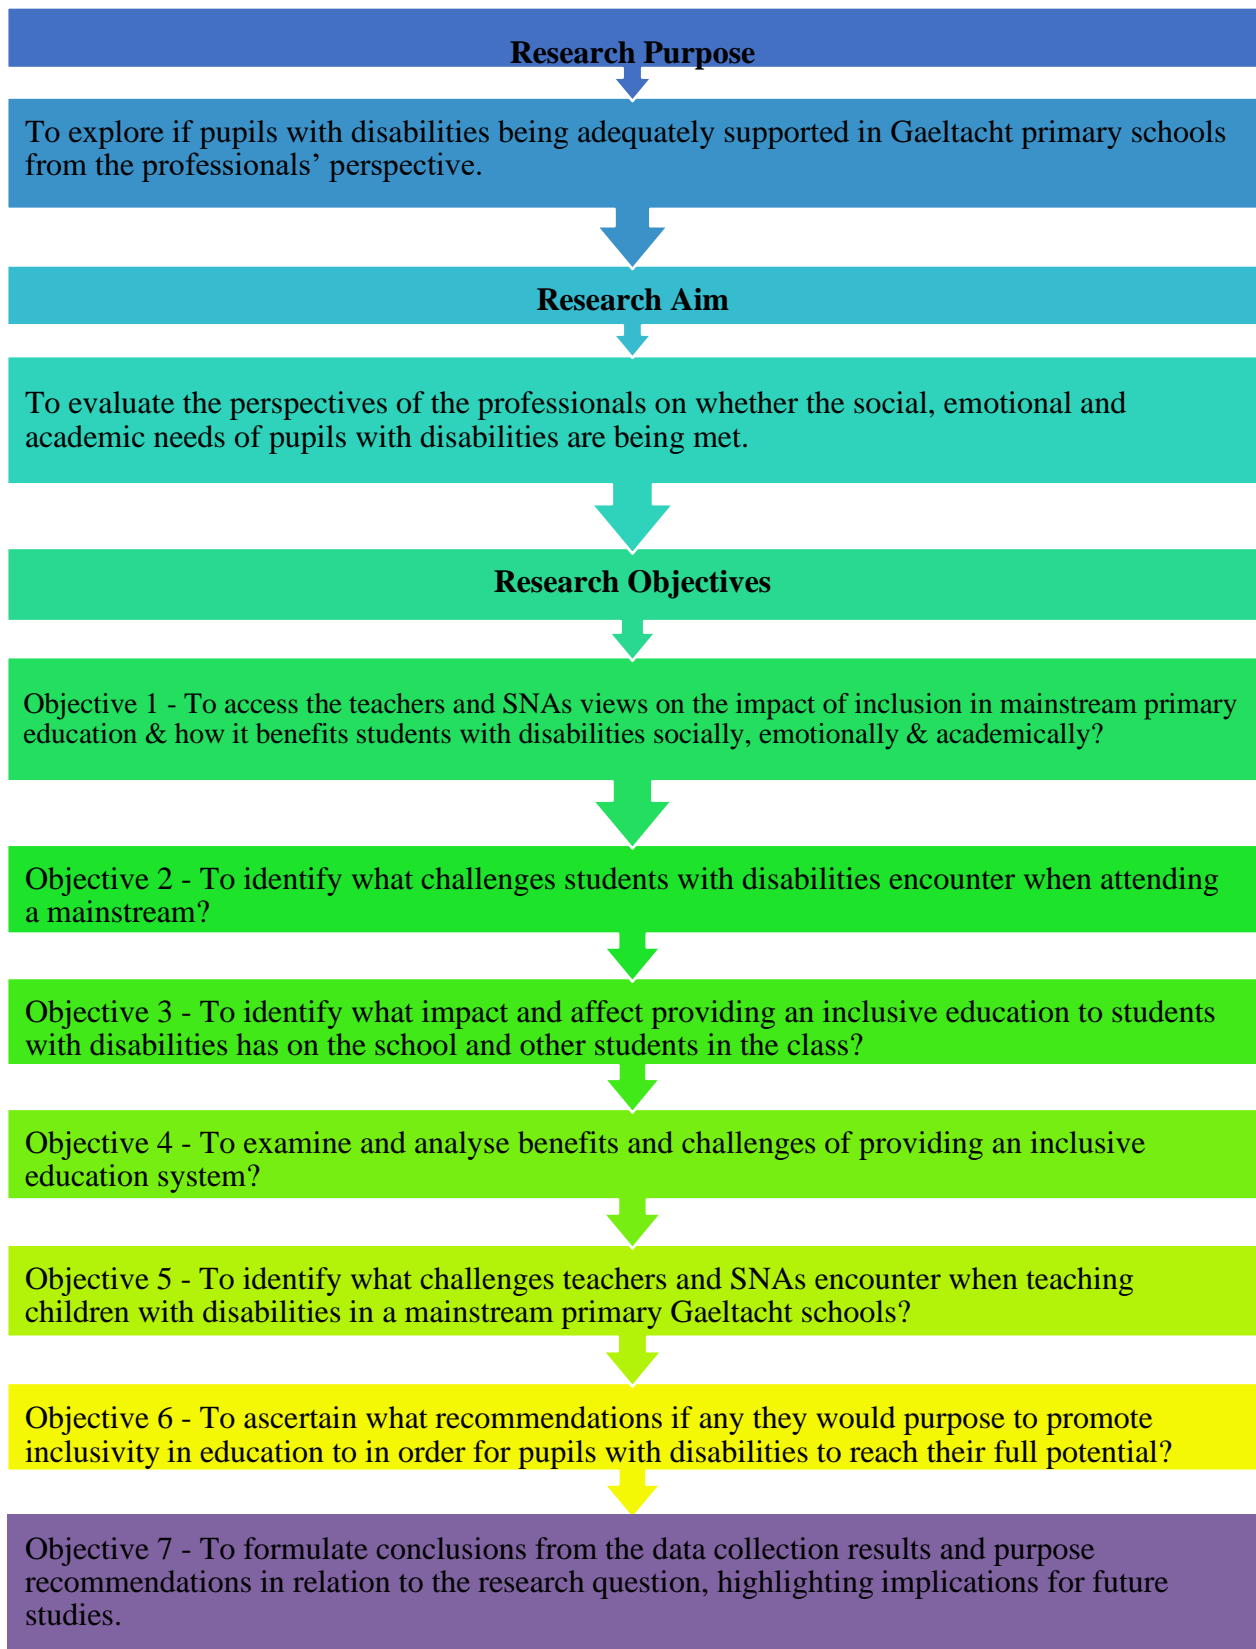 Research Purpose
To explore if pupils with disabilities being adequately supported in Gaeltacht primary schools
from the professionals’ perspective.
Research Aim
To evaluate the perspectives of the professionals on whether the social, emotional and
academic needs of pupils with disabilities are being met.
Research Objectives
Objective 1 - To access the teachers and SNAs views on the impact of inclusion in mainstream primary
education & how it benefits students with disabilities socially, emotionally & academically?
Objective 2 - To identify what challenges students with disabilities encounter when attending
a mainstream?
Objective 3 - To identify what impact and affect providing an inclusive education to students
with disabilities has on the school and other students in the class?
Objective 4 - To examine and analyse benefits and challenges of providing an inclusive
education system?
Objective 5 - To identify what challenges teachers and SNAs encounter when teaching
children with disabilities in a mainstream primary Gaeltacht schools?
Objective 6 - To ascertain what recommendations if any they would purpose to promote
inclusivity in education to in order for pupils with disabilities to reach their full potential?
Objective 7 - To formulate conclusions from the data collection results and purpose
recommendations in relation to the research question, highlighting implications for future
studies.